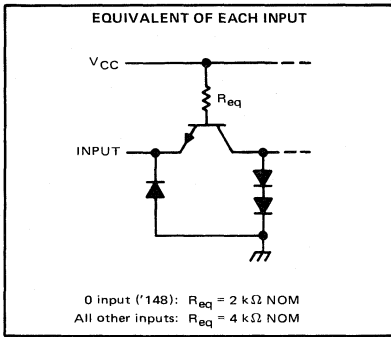 EQUIVALENT OF EACH INPUT
VCC
Req
INPUT
0 input ('148): Req = 2 kΩ NOM
All other inputs: Req = 4 kΩ NOM